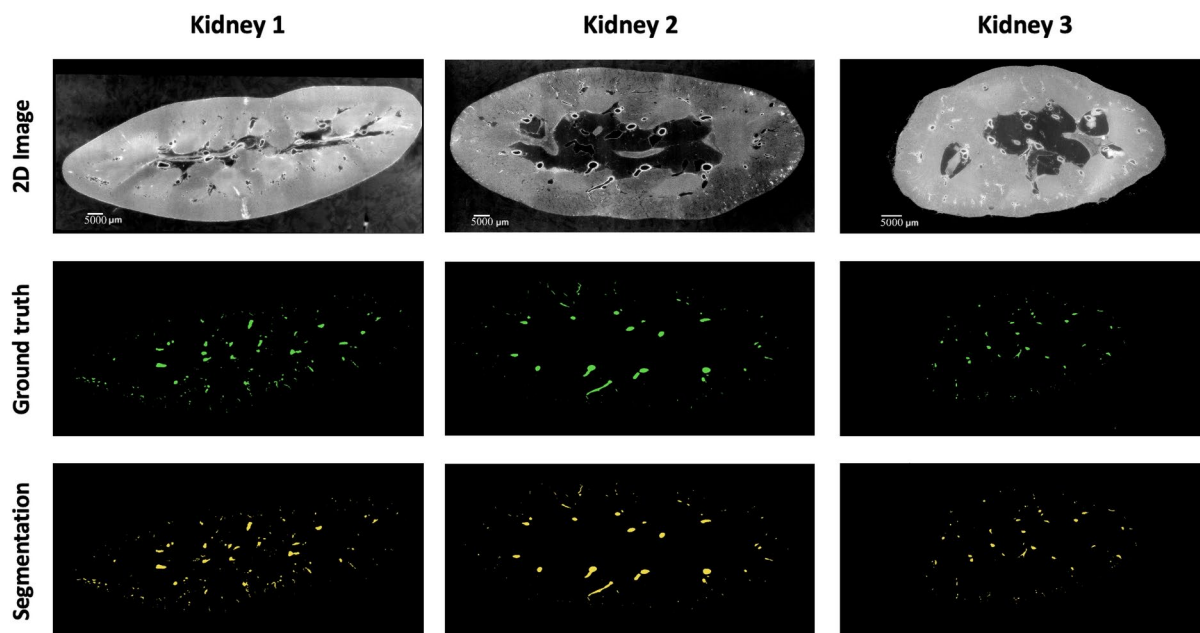 Kidney 1
Kidney 2
Kidney 3
2D Image
5000 µm
5000 µm
5000 µm
Ground truth
Segmentation